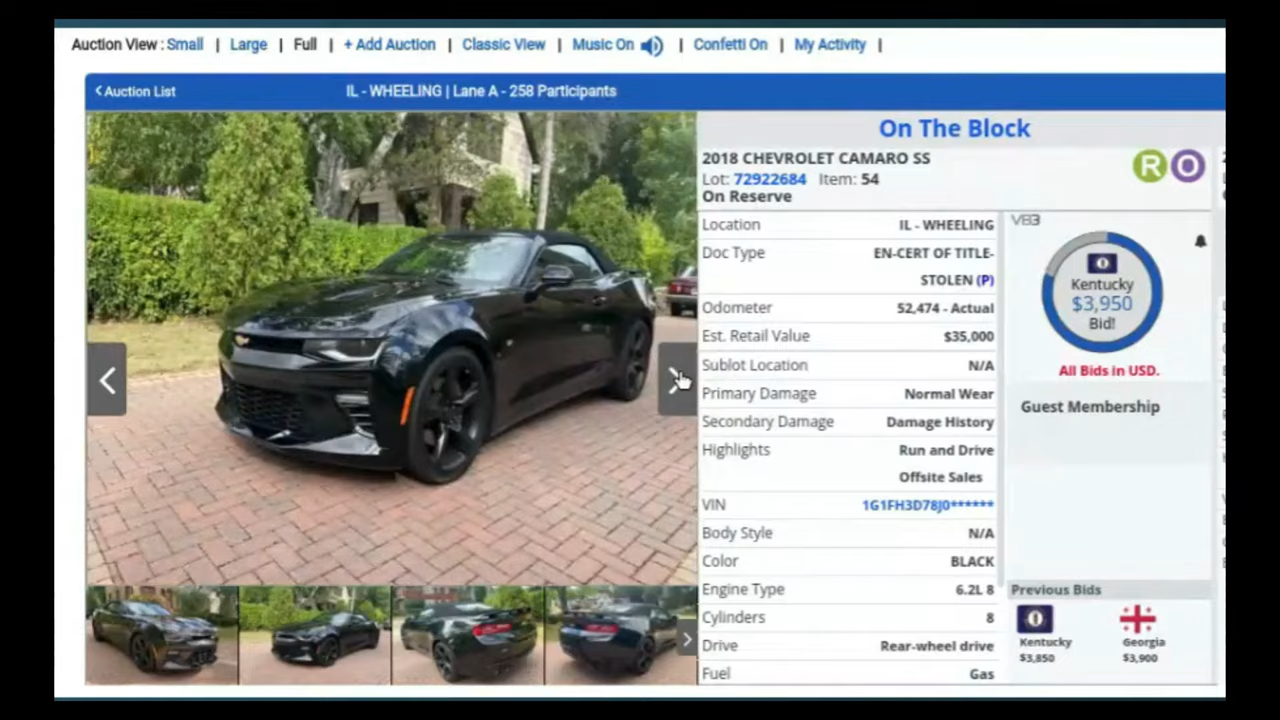 Auction View : Small | Large | Full | + Add Auction | Classic View | Music On | Confetti On | My Activity |
Auction List
IL - WHEELING | Lane A - 258 Participants
On The Block
2018 CHEVROLET CAMARO SS
Lot: 72922684 Item: 54
On Reserve
R O
Location IL - WHEELING
Doc Type EN-CERT OF TITLE-
STOLEN (P)
Odometer 52,474 - Actual
Est. Retail Value $35,000
Sublot Location N/A
Primary Damage Normal Wear
Secondary Damage Damage History
Highlights Run and Drive
Offsite Sales
VIN 1G1FH3D78J0******
Body Style N/A
Color BLACK
Engine Type 6.2L 8
Cylinders 8
Drive Rear-wheel drive
Fuel Gas
VB3
Kentucky
$3,950
Bid!
All Bids in USD.
Guest Membership
Previous Bids
Kentucky
$3,850
Georgia
$3,900